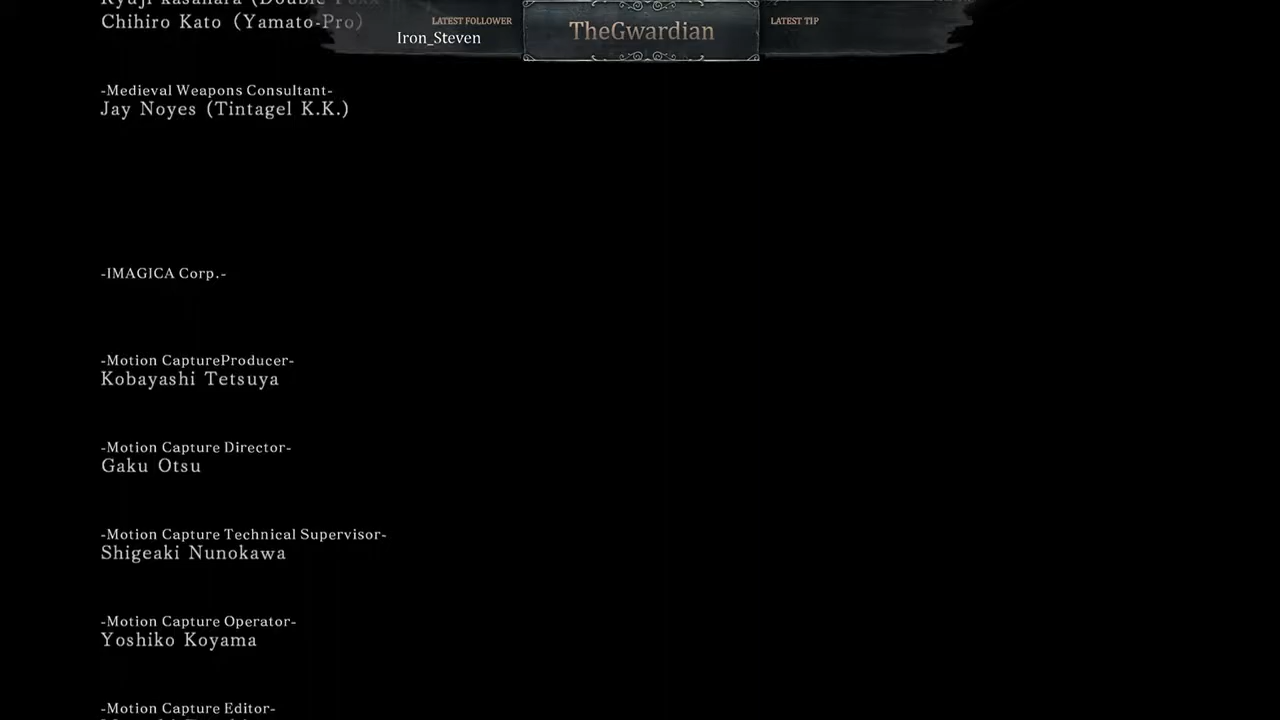 Chihiro Kato (Yamato-Pro)
LATEST FOLLOWER
Iron_Steven
TheGwardian
LATEST TIP
-Medieval Weapons Consultant-
Jay Noyes (Tintagel K.K.)
-IMAGICA Corp.-
-Motion CaptureProducer-
Kobayashi Tetsuya
-Motion Capture Director-
Gaku Otsu
-Motion Capture Technical Supervisor-
Shigeaki Nunokawa
-Motion Capture Operator-
Yoshiko Koyama
-Motion Capture Editor-